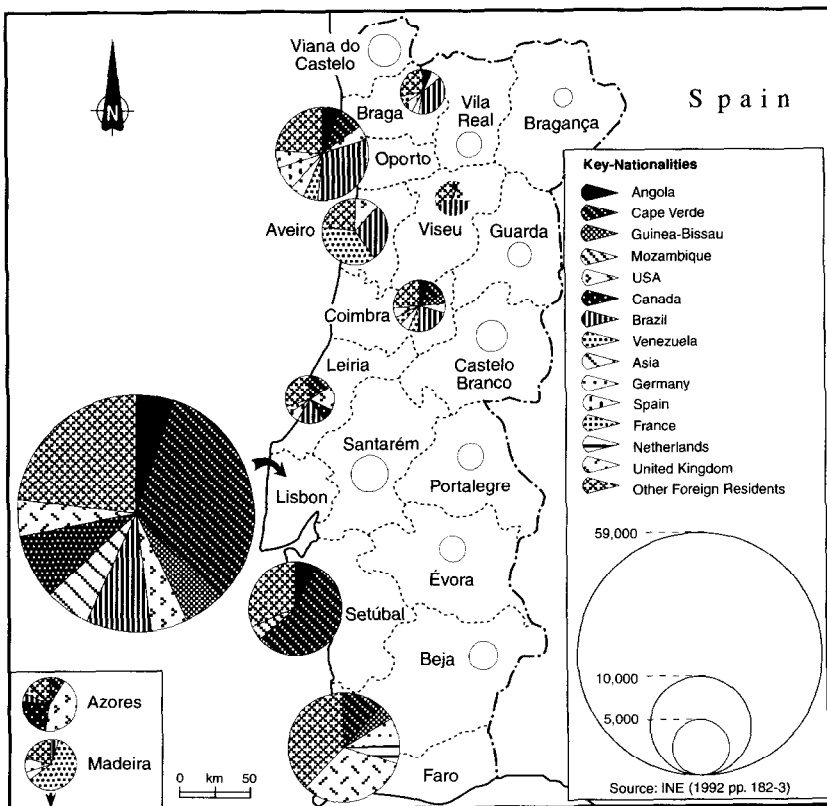 N
Viana do
Castelo
Braga
Vila
Real
Bragança
Spain
Oporto
Aveiro
Viseu
Guarda
Coimbra
Castelo
Branco
Leiria
Santarém
Portalegre
Lisbon
Évora
Setúbal
Beja
Faro
Azores
Madeira
0 km 50
Key-Nationalities
Angola
Cape Verde
Guinea-Bissau
Mozambique
USA
Canada
Brazil
Venezuela
Asia
Germany
Spain
France
Netherlands
United Kingdom
Other Foreign Residents
59,000
10,000
5,000
Source: INE (1992 pp. 182-3)